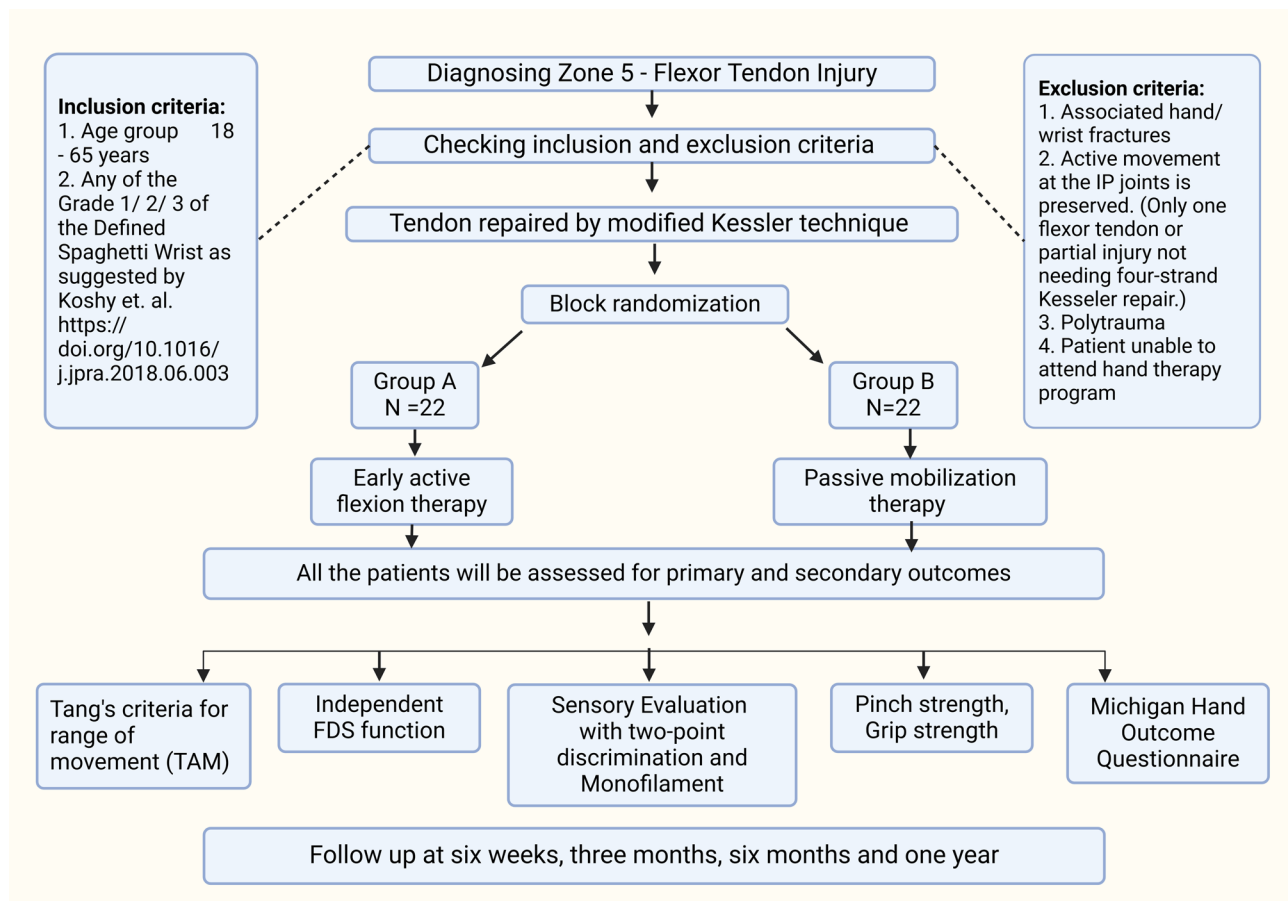 Diagnosing Zone 5 - Flexor Tendon Injury
Checking inclusion and exclusion criteria
Inclusion criteria:
1. Age group 18
- 65 years
2. Any of the
Grade 1/ 2/ 3 of
the Defined
Spaghetti Wrist as
suggested by
Koshy et. al.
https://
doi.org/10.1016/
j.jpra.2018.06.003
Exclusion criteria:
1. Associated hand/
wrist fractures
2. Active movement
at the IP joints is
preserved. (Only one
flexor tendon or
partial injury not
needing four-strand
Kesseler repair.)
3. Polytrauma
4. Patient unable to
attend hand therapy
program
Tendon repaired by modified Kessler technique
Block randomization
Group A
N =22
Group B
N=22
Early active
flexion therapy
Passive mobilization
therapy
All the patients will be assessed for primary and secondary outcomes
Tang's criteria for
range of
movement (TAM)
Independent
FDS function
Sensory Evaluation
with two-point
discrimination and
Monofilament
Pinch strength,
Grip strength
Michigan Hand
Outcome
Questionnaire
Follow up at six weeks, three months, six months and one year